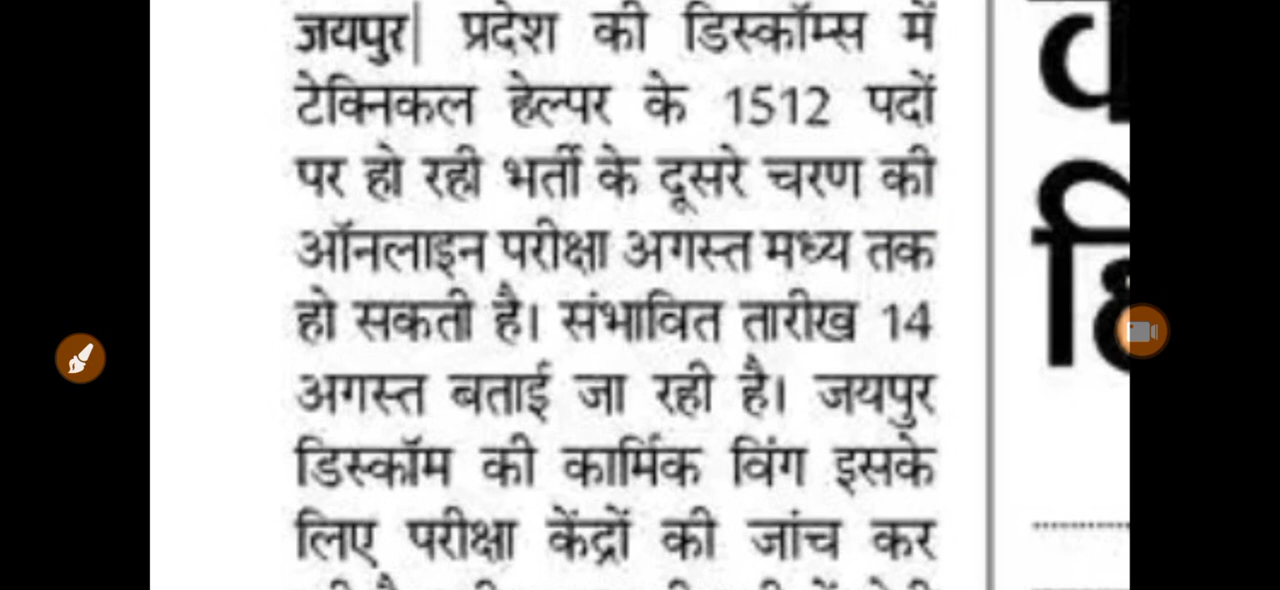 जयपुर| प्रदेश की डिस्कॉम्स में
टेक्निकल हेल्पर के 1512 पदों
पर हो रही भर्ती के दूसरे चरण की
ऑनलाइन परीक्षा अगस्त मध्य तक
हो सकती है। संभावित तारीख 14
अगस्त बताई जा रही है। जयपुर
डिस्कॉम की कार्मिक विंग इसके
लिए परीक्षा केंद्रों की जांच कर